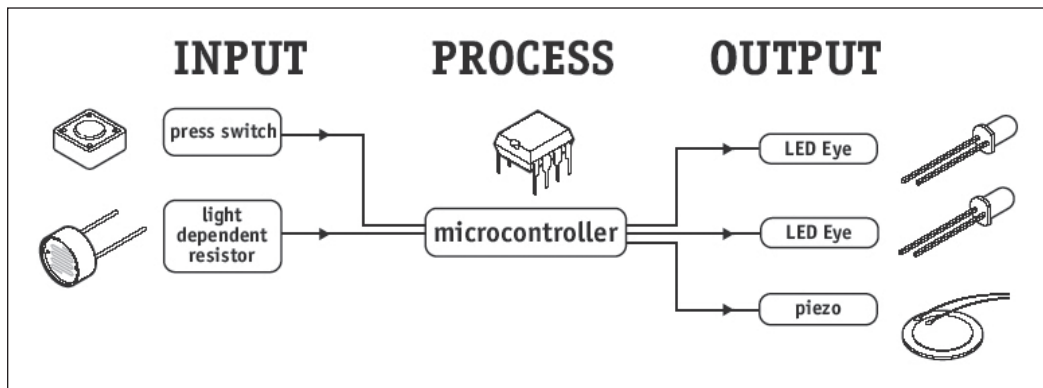 INPUT PROCESS OUTPUT
press switch
light
dependent
resistor
microcontroller
LED Eye
LED Eye
piezo